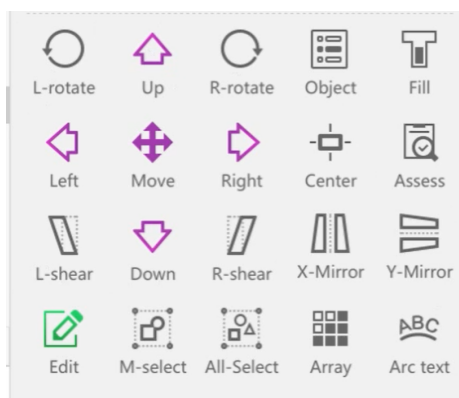 L-rotate Up R-rotate Object Fill
Left Move Right Center Assess
L-shear Down R-shear X-Mirror Y-Mirror
ABC
Edit M-select All-Select Array Arc text